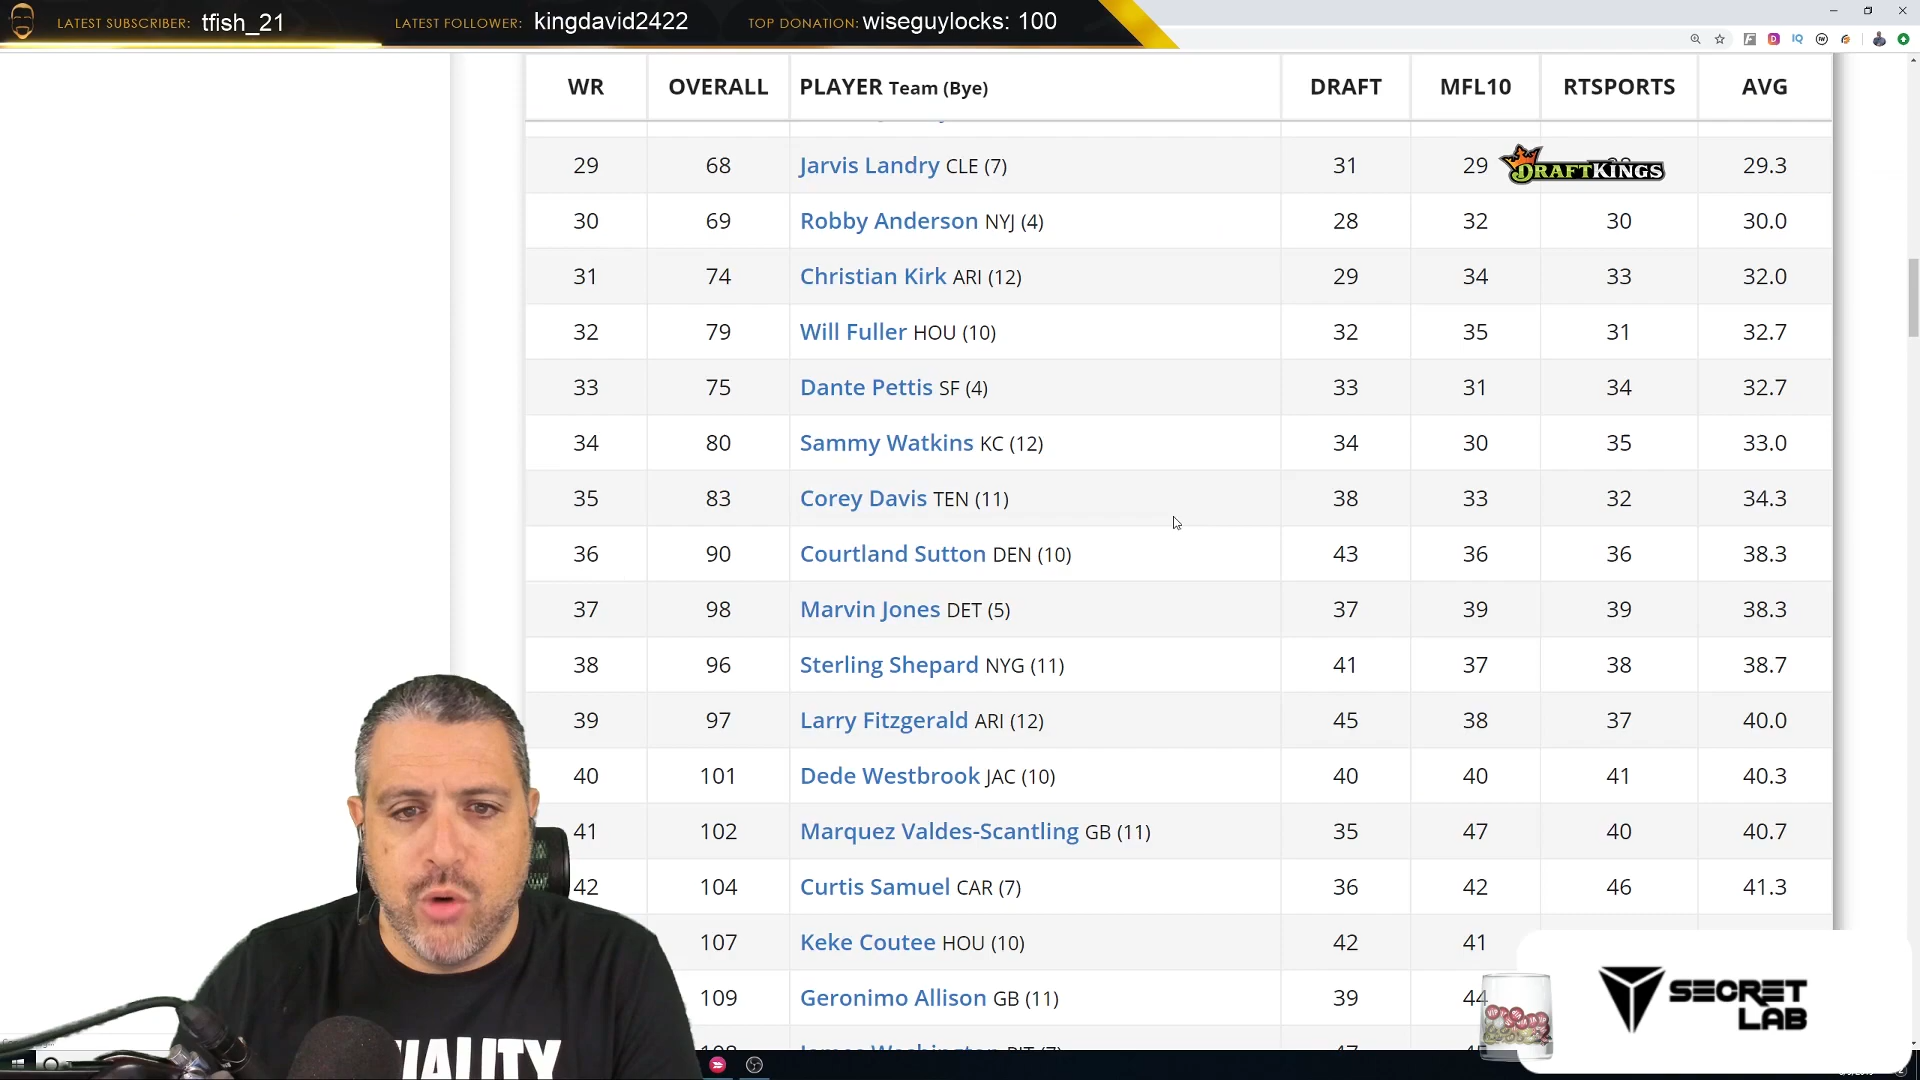 LATEST SUBSCRIBER: tfish_21 LATEST FOLLOWER: kingdavid2422 TOP DONATION: wiseguylocks: 100
WR OVERALL PLAYER Team (Bye) DRAFT MFL10 RTSPORTS AVG
29 68 Jarvis Landry CLE (7) 31 29 DRAFTKINGS 29.3
30 69 Robby Anderson NYJ (4) 28 32 30 30.0
31 74 Christian Kirk ARI (12) 29 34 33 32.0
32 79 Will Fuller HOU (10) 32 35 31 32.7
33 75 Dante Pettis SF (4) 33 31 34 32.7
34 80 Sammy Watkins KC (12) 34 30 35 33.0
35 83 Corey Davis TEN (11) 38 33 32 34.3
36 90 Courtland Sutton DEN (10) 43 36 36 38.3
37 98 Marvin Jones DET (5) 37 39 39 38.3
38 96 Sterling Shepard NYG (11) 41 37 38 38.7
39 97 Larry Fitzgerald ARI (12) 45 38 37 40.0
40 101 Dede Westbrook JAC (10) 40 40 41 40.3
41 102 Marquez Valdes-Scantling GB (11) 35 47 40 40.7
42 104 Curtis Samuel CAR (7) 36 42 46 41.3
107 Keke Coutee HOU (10) 42 41
109 Geronimo Allison GB (11) 39 44
SECRET
LAB
UALITY